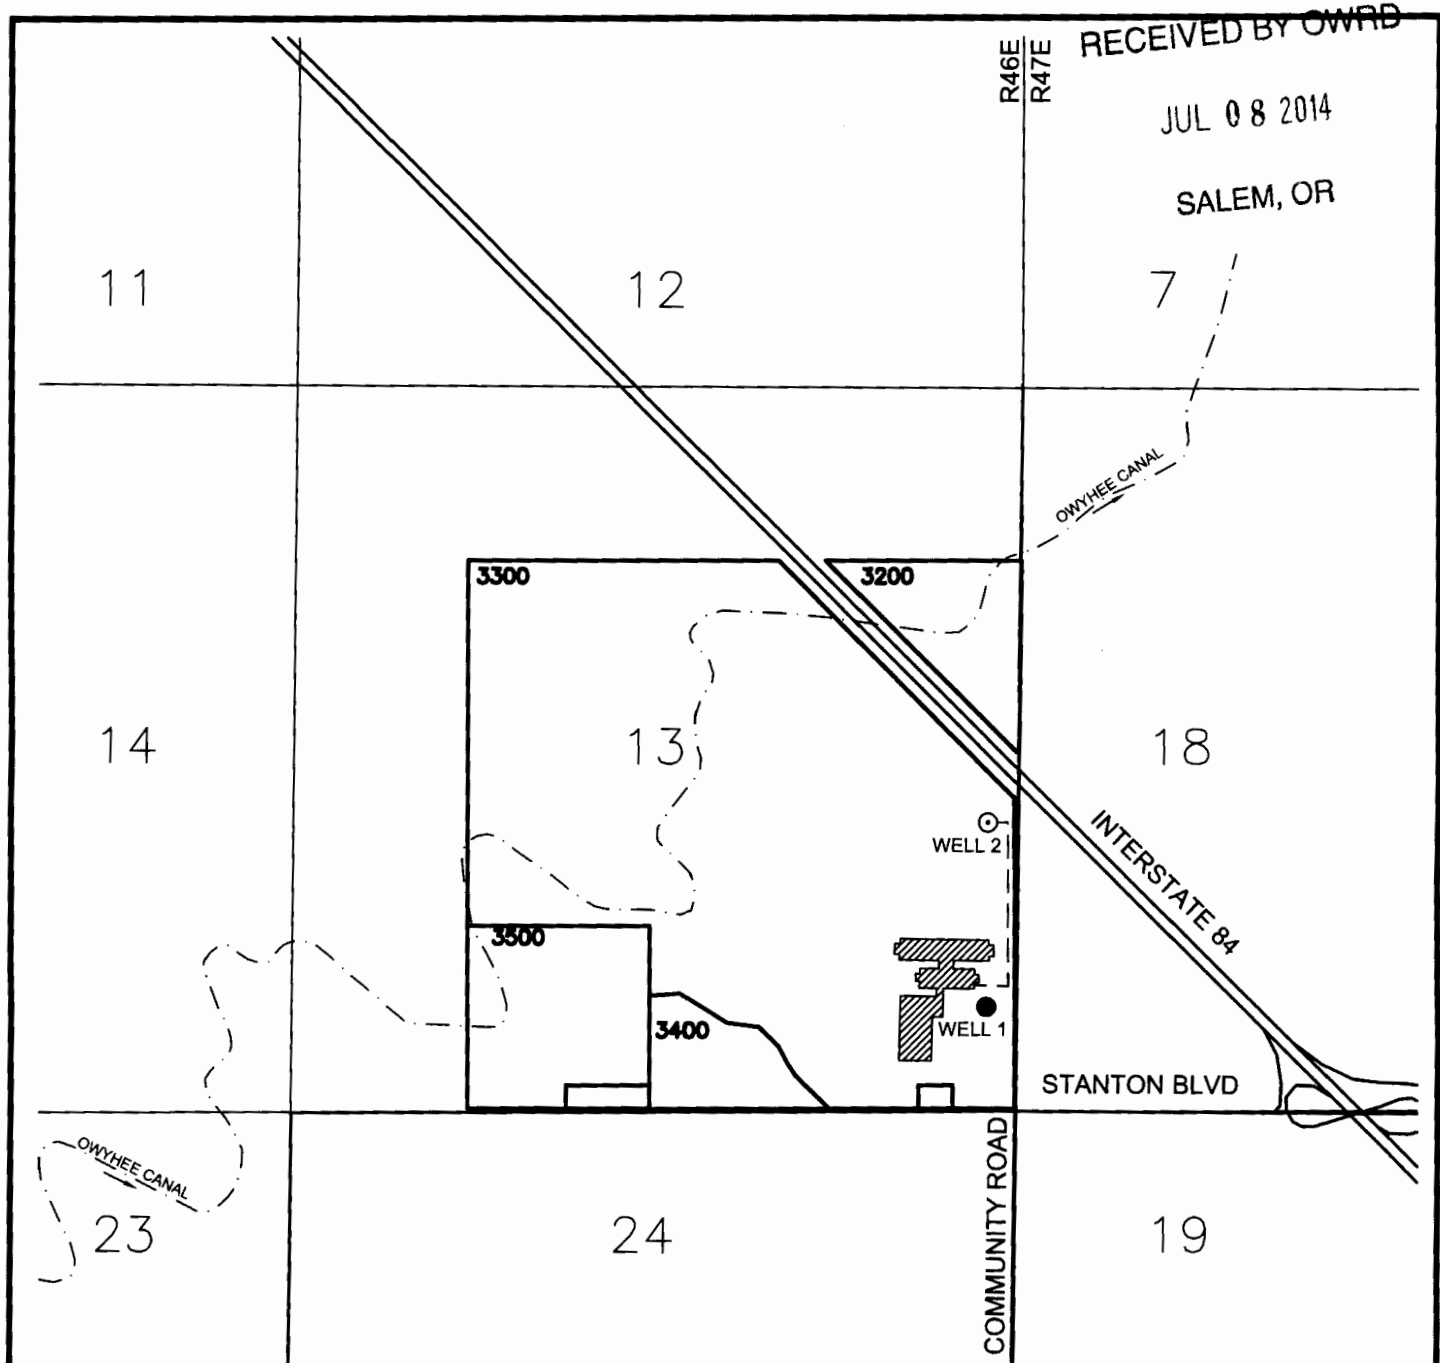 RECEIVED BY OWRD
R46E
R47E
JUL 08 2014
SALEM, OR
11
12
7
OWYHEE CANAL
3300
3200
14
13
18
WELL 2
INTERSTATE 84
3500
3400
WELL 1
STANTON BLVD
OWYHEE CANAL
COMMUNITY ROAD
23
24
19